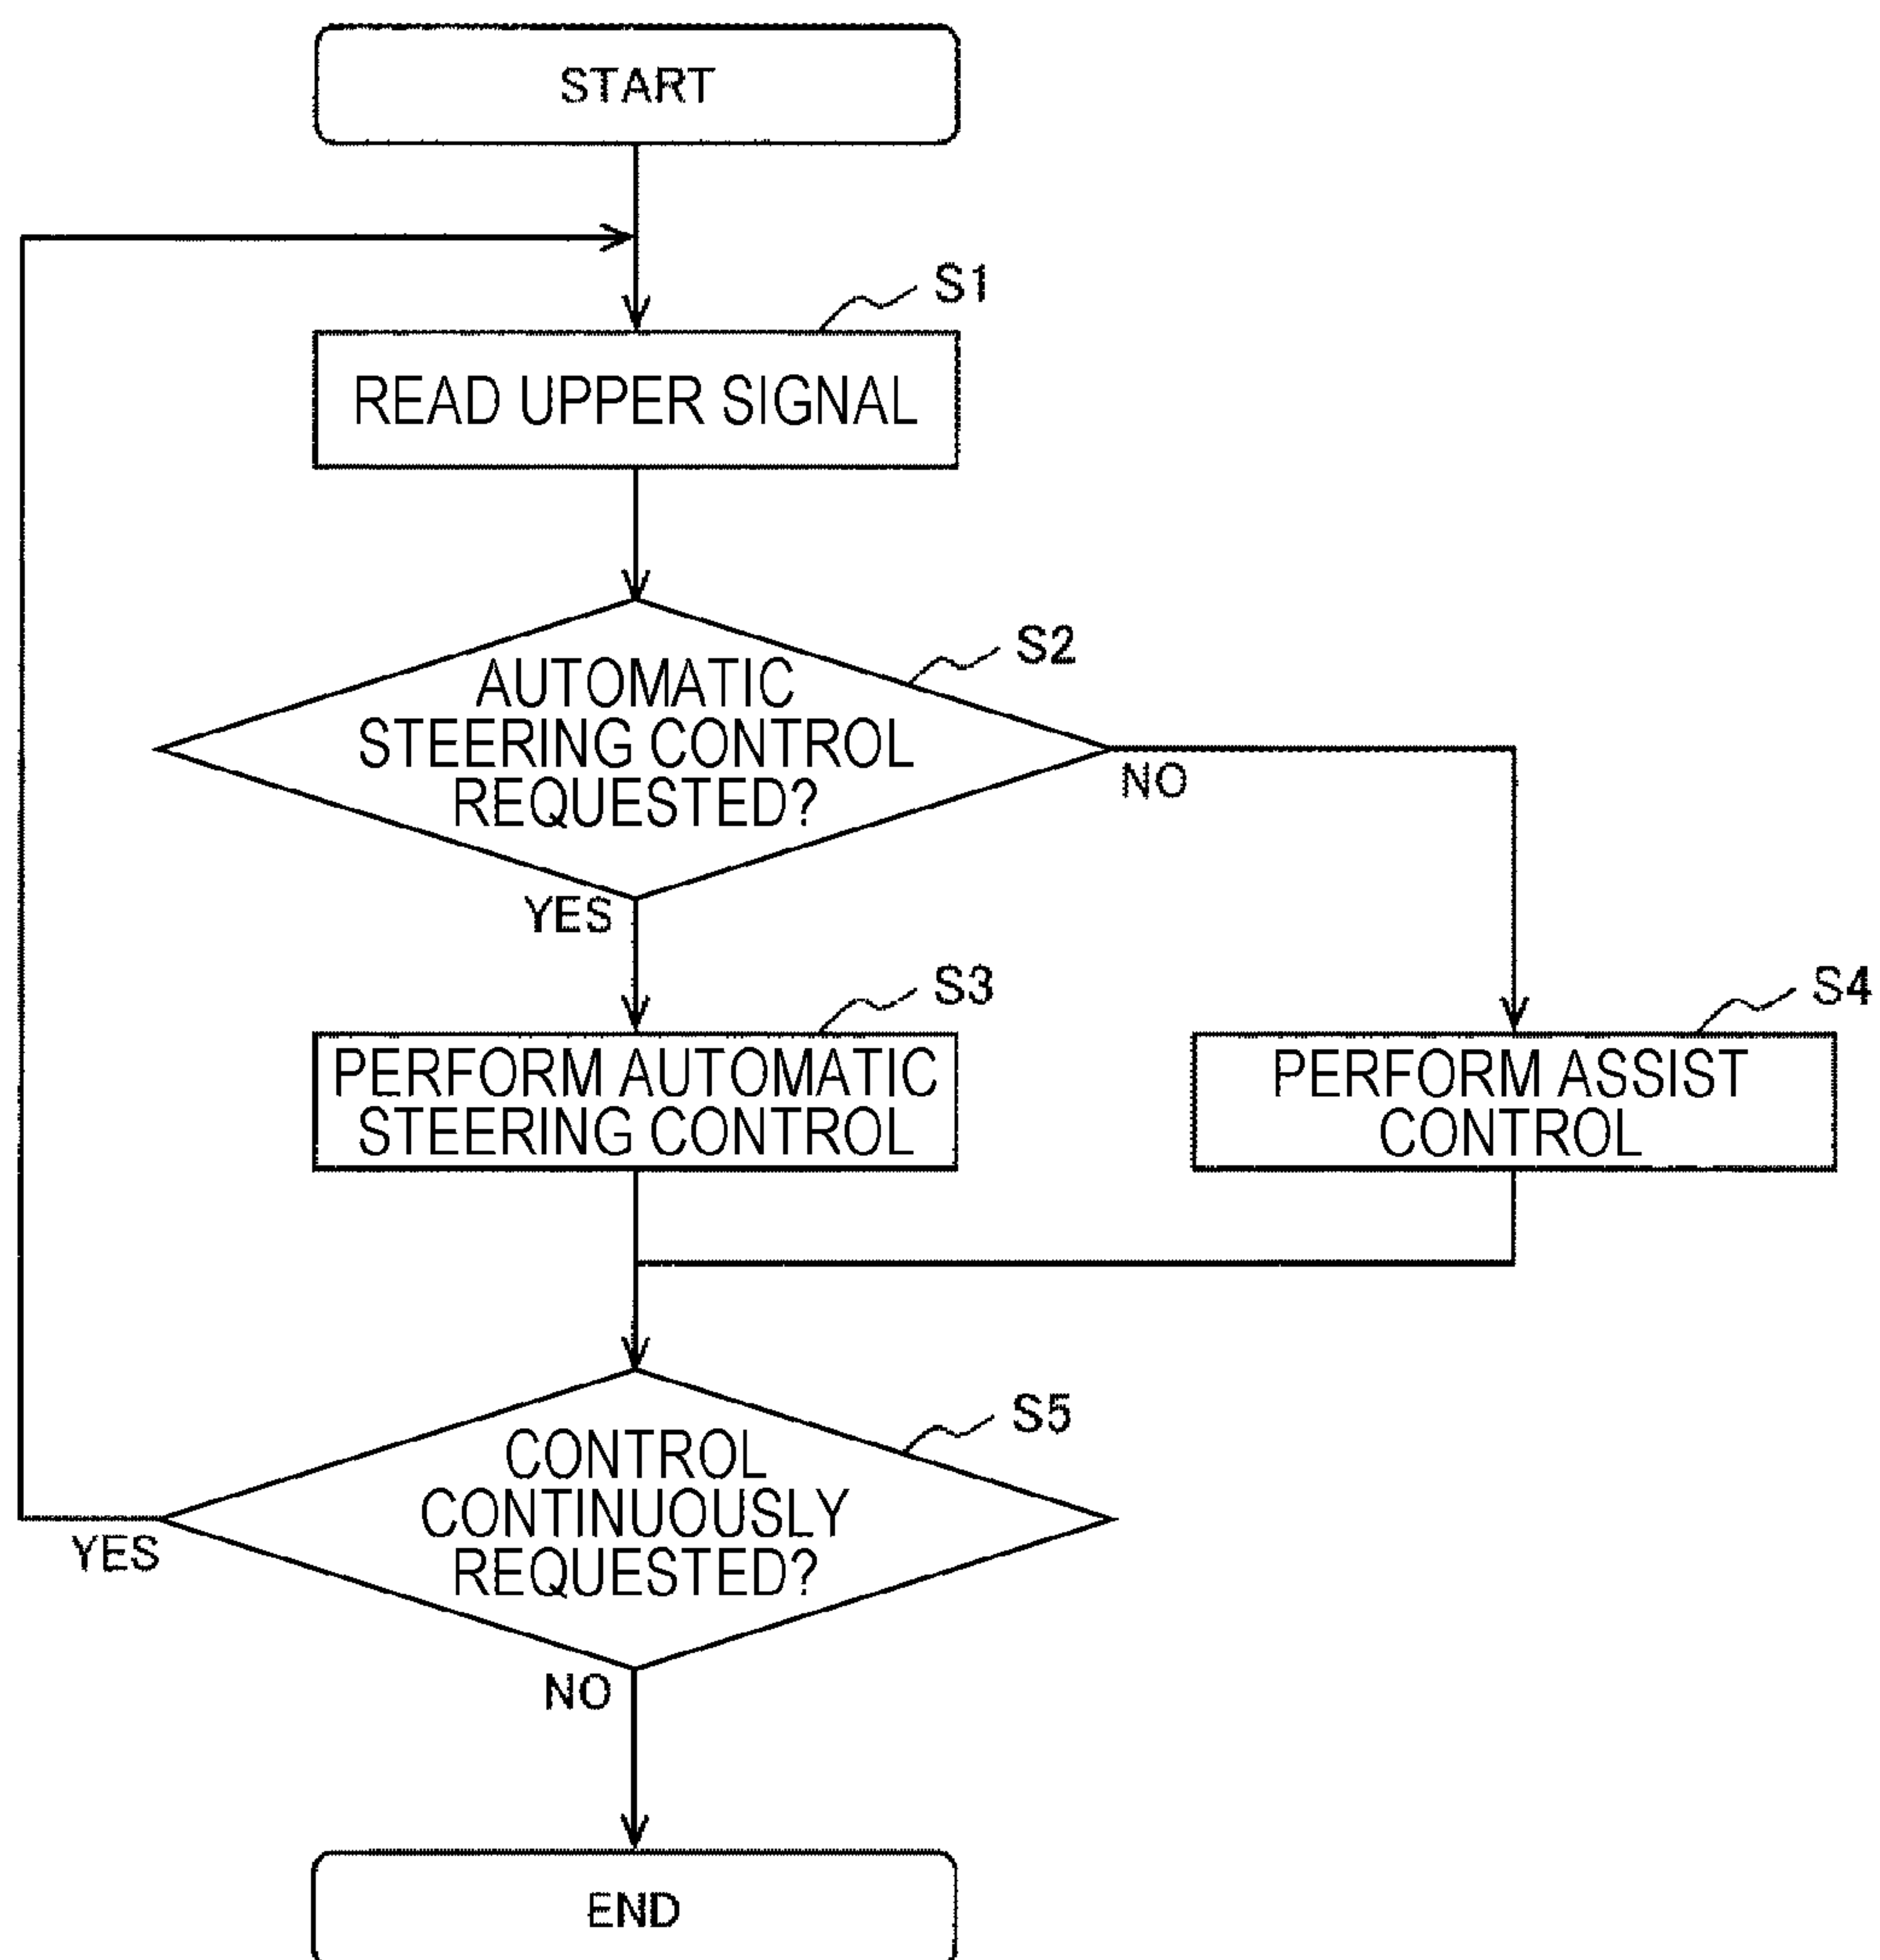 START
S1
READ UPPER SIGNAL
S2
AUTOMATIC
STEERING CONTROL
REQUESTED?
NO
YES
S3
PERFORM AUTOMATIC
STEERING CONTROL
S4
PERFORM ASSIST
CONTROL
S5
CONTROL
CONTINUOUSLY
REQUESTED?
YES
NO
END